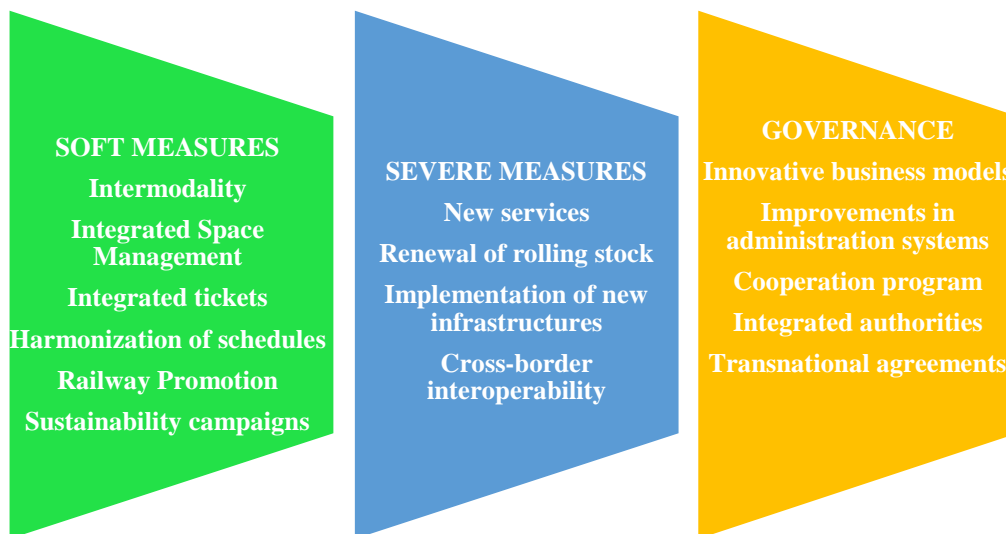 SOFT MEASURES
Intermodality
Integrated Space
Management
Integrated tickets
Harmonization of schedules
Railway Promotion
Sustainability campaigns
SEVERE MEASURES
New services
Renewal of rolling stock
Implementation of new
infrastructures
Cross-border
interoperability
GOVERNANCE
Innovative business models
Improvements in
administration systems
Cooperation program
Integrated authorities
Transnational agreements